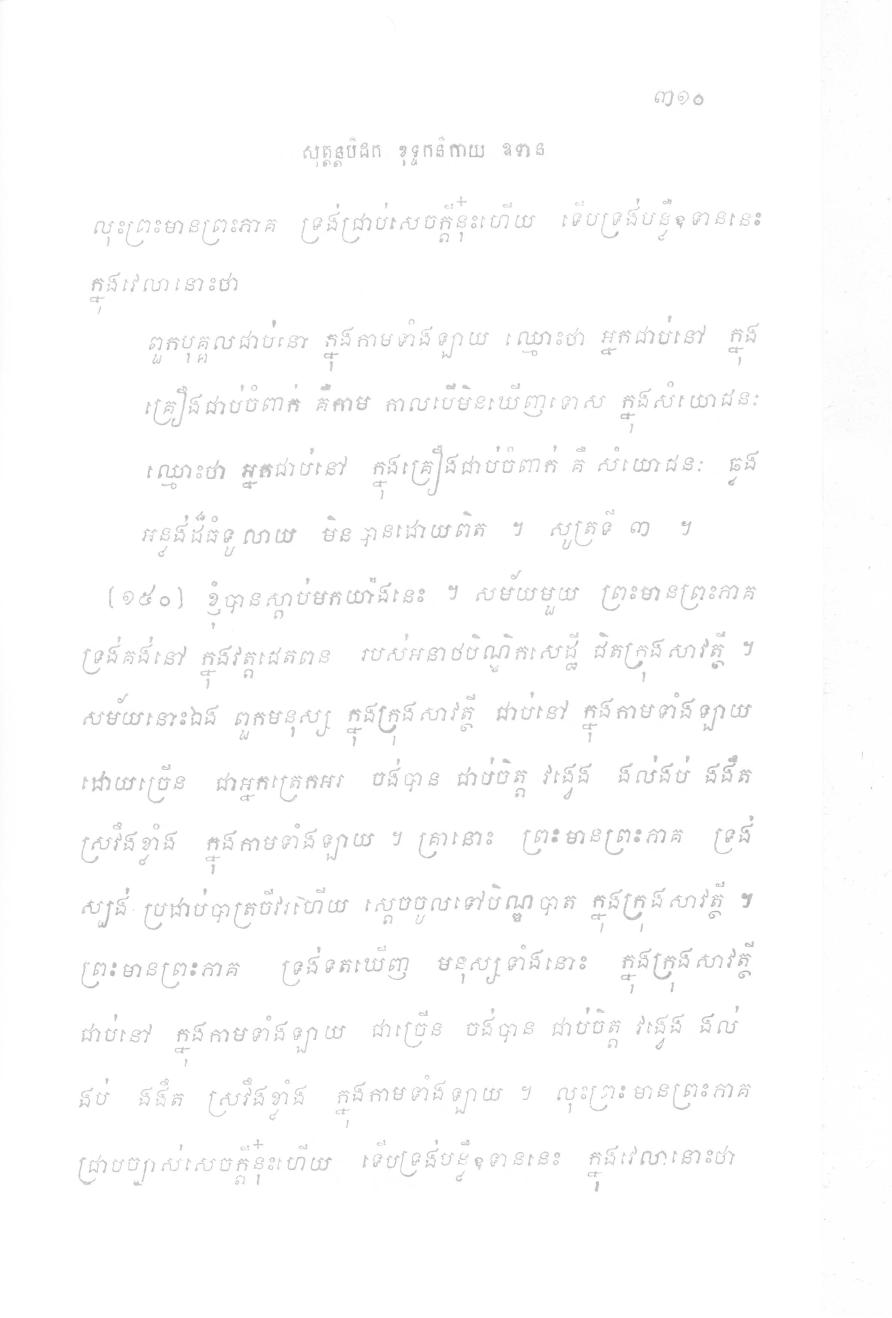 ៣១០
សុត្តន្តបិដក ខុទ្ទកនិកាយ ឧទាន
លុះព្រះមានព្រះភាគ ទ្រង់ជ្រាបសេចក្តីនុ៎ះហើយ ទើបទ្រង់បន្លឺឧទាននេះ
ក្នុងវេលានោះថា
ពួកបុគ្គលជាប់នៅ ក្នុងកាមទាំងឡាយ ឈ្មោះថា អ្នកជាប់នៅ ក្នុង
គ្រឿងជាប់ចំពាក់ គឺកាម កាលបើមិនឃើញទោស ក្នុងសំយោជនៈ
ឈ្មោះថា អ្នកជាប់នៅ ក្នុងគ្រឿងជាប់ចំពាក់ គឺ សំយោជនៈ ឆ្លង
អន្លង់ដ៏ធំទូលាយ មិនបានដោយពិត ។ សូត្រទី ៣ ។
[១៥០] ខ្ញុំបានស្តាប់មកយ៉ាងនេះ ។ សម័យមួយ ព្រះមានព្រះភាគ
ទ្រង់គង់នៅ ក្នុងវត្តជេតពន របស់អនាថបិណ្ឌិកសេដ្ឋី ជិតក្រុងសាវត្ថី ។
សម័យនោះឯង ពួកមនុស្ស ក្នុងក្រុងសាវត្ថី ជាប់នៅ ក្នុងកាមទាំងឡាយ
ដោយច្រើន ជាអ្នកត្រេកអរ ចង់បាន ជាប់ចិត្ត វង្វេង ងល់ងប់ ងងឹត
ស្រវឹងខ្លាំង ក្នុងកាមទាំងឡាយ ។ គ្រានោះ ព្រះមានព្រះភាគ ទ្រង់
ស្បង់ ប្រដាប់បាត្រចីវរហើយ ស្តេចចូលទៅបិណ្ឌបាត ក្នុងក្រុងសាវត្ថី ។
ព្រះមានព្រះភាគ ទ្រង់ទតឃើញ មនុស្សទាំងនោះ ក្នុងក្រុងសាវត្ថី
ជាប់នៅ ក្នុងកាមទាំងឡាយ ជាច្រើន ចង់បាន ជាប់ចិត្ត វង្វេង ងល់
ងប់ ងងឹត ស្រវឹងខ្លាំង ក្នុងកាមទាំងឡាយ ។ លុះព្រះមានព្រះភាគ
ជ្រាបច្បាស់សេចក្តីនុ៎ះហើយ ទើបទ្រង់បន្លឺឧទាននេះ ក្នុងវេលានោះថា